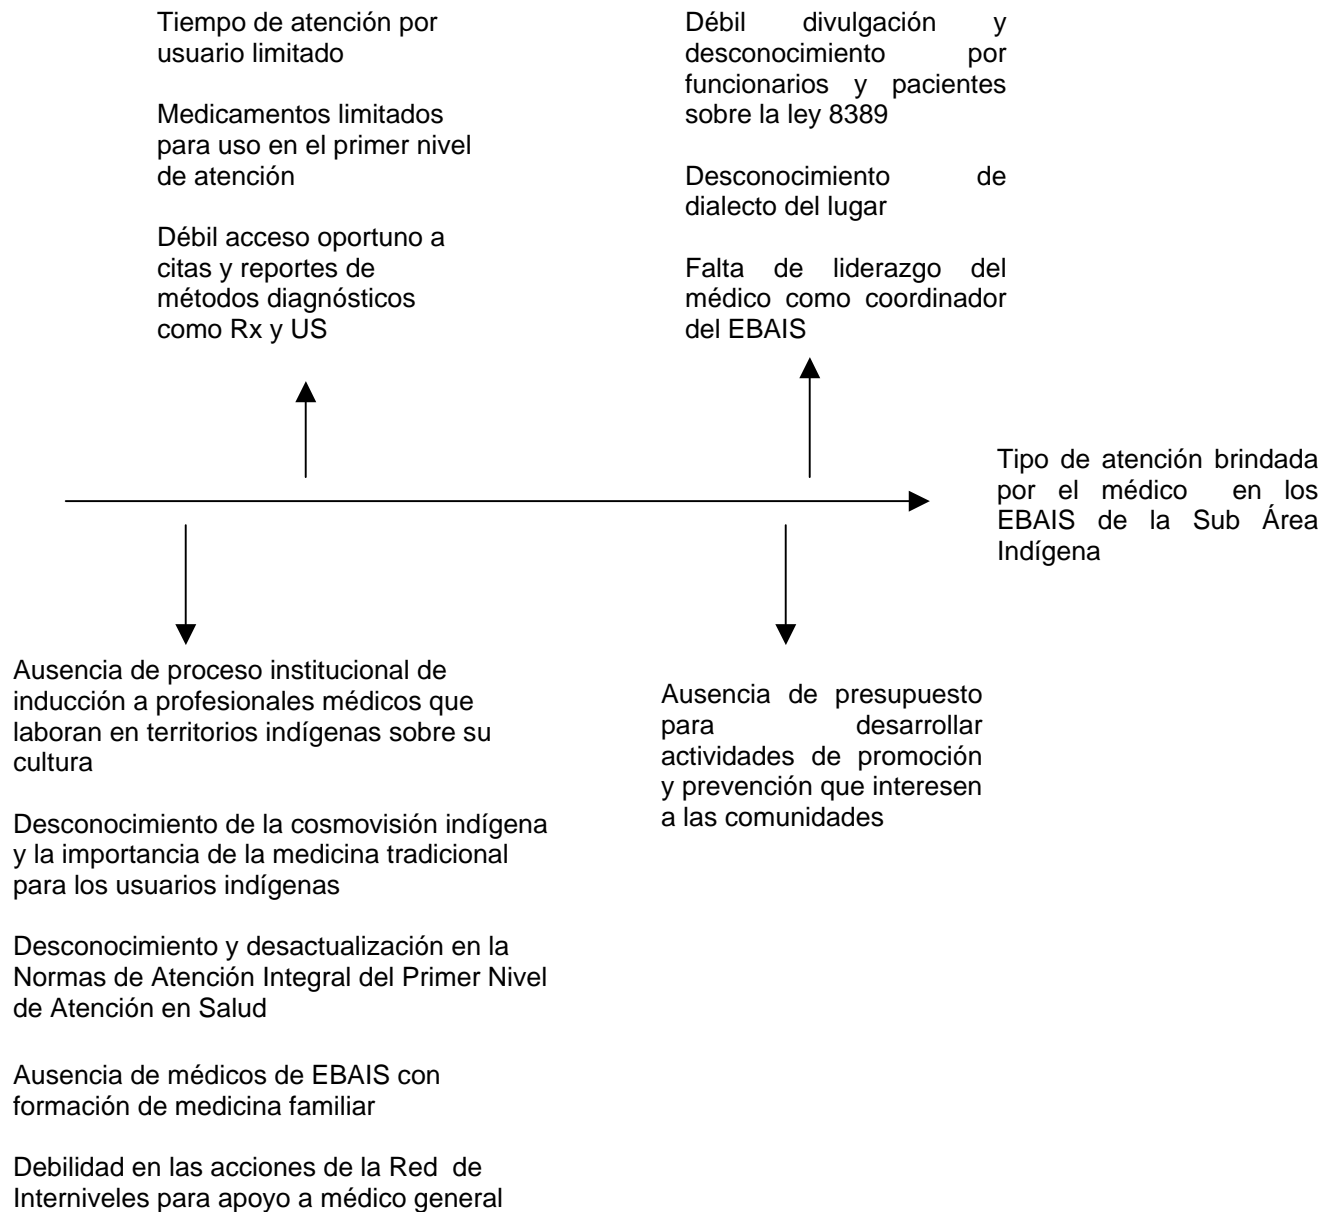 Tiempo de atención por
usuario limitado
Medicamentos limitados
para uso en el primer nivel
de atención
Débil acceso oportuno a
citas y reportes de
métodos diagnósticos
como Rx y US
Débil divulgación y
desconocimiento por
funcionarios y pacientes
sobre la ley 8389
Desconocimiento de
dialecto del lugar
Falta de liderazgo del
médico como coordinador
del EBAIS
Tipo de atención brindada
por el médico en los
EBAIS de la Sub Área
Indígena
Ausencia de proceso institucional de
inducción a profesionales médicos que
laboran en territorios indígenas sobre su
cultura
Desconocimiento de la cosmovisión indígena
y la importancia de la medicina tradicional
para los usuarios indígenas
Desconocimiento y desactualización en la
Normas de Atención Integral del Primer Nivel
de Atención en Salud
Ausencia de médicos de EBAIS con
formación de medicina familiar
Debilidad en las acciones de la Red de
Interniveles para apoyo a médico general
Ausencia de presupuesto
para desarrollar
actividades de promoción
y prevención que interesen
a las comunidades